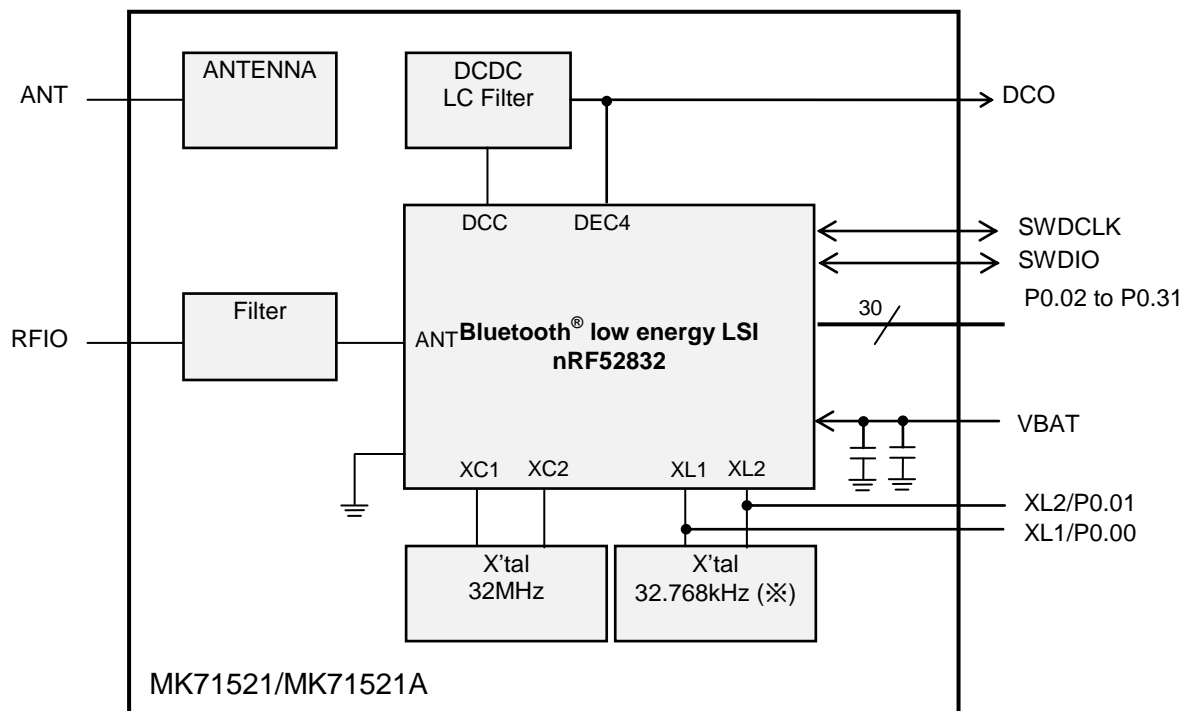 ANTENNA
DCDC
LC Filter
ANT
DCO
DCC
DEC4
SWDCLK
SWDIO
P0.02 to P0.31
30
Filter
RFIO
ANT
Bluetooth® low energy LSI
nRF52832
VBAT
XC1
XC2
XL1
XL2
XL2/P0.01
XL1/P0.00
X'tal
32MHz
X'tal
32.768kHz (※)
MK71521/MK71521A